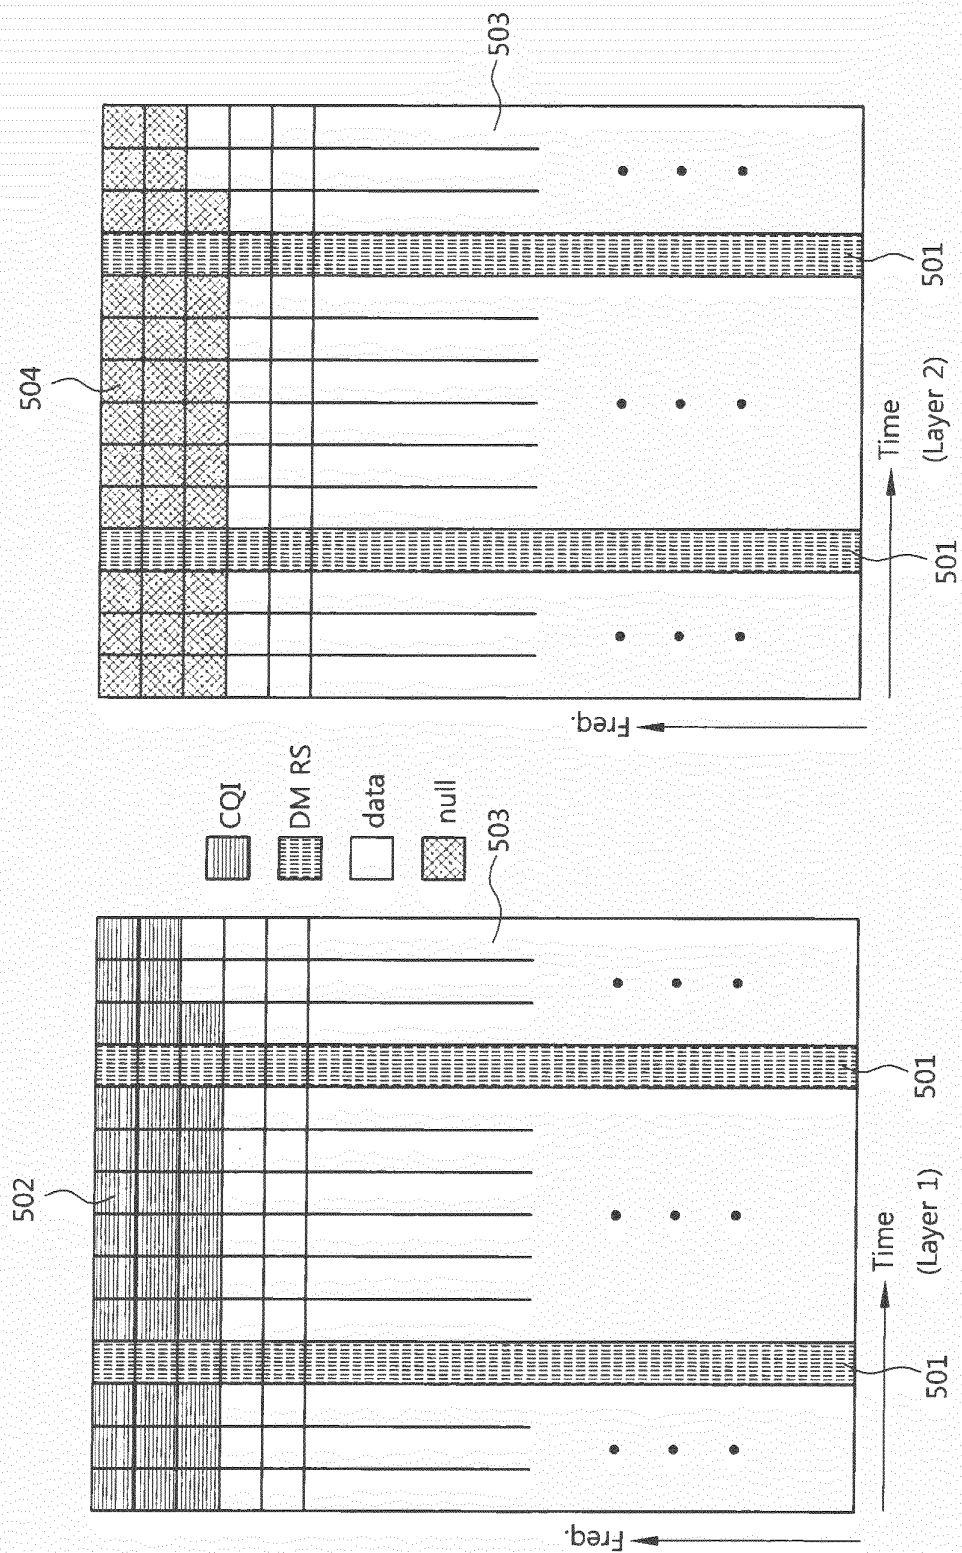 502
504
CQI
DM RS
data
null
503
503
501
501
501
501
Freq.
Time
(Layer 1)
Freq.
Time
(Layer 2)